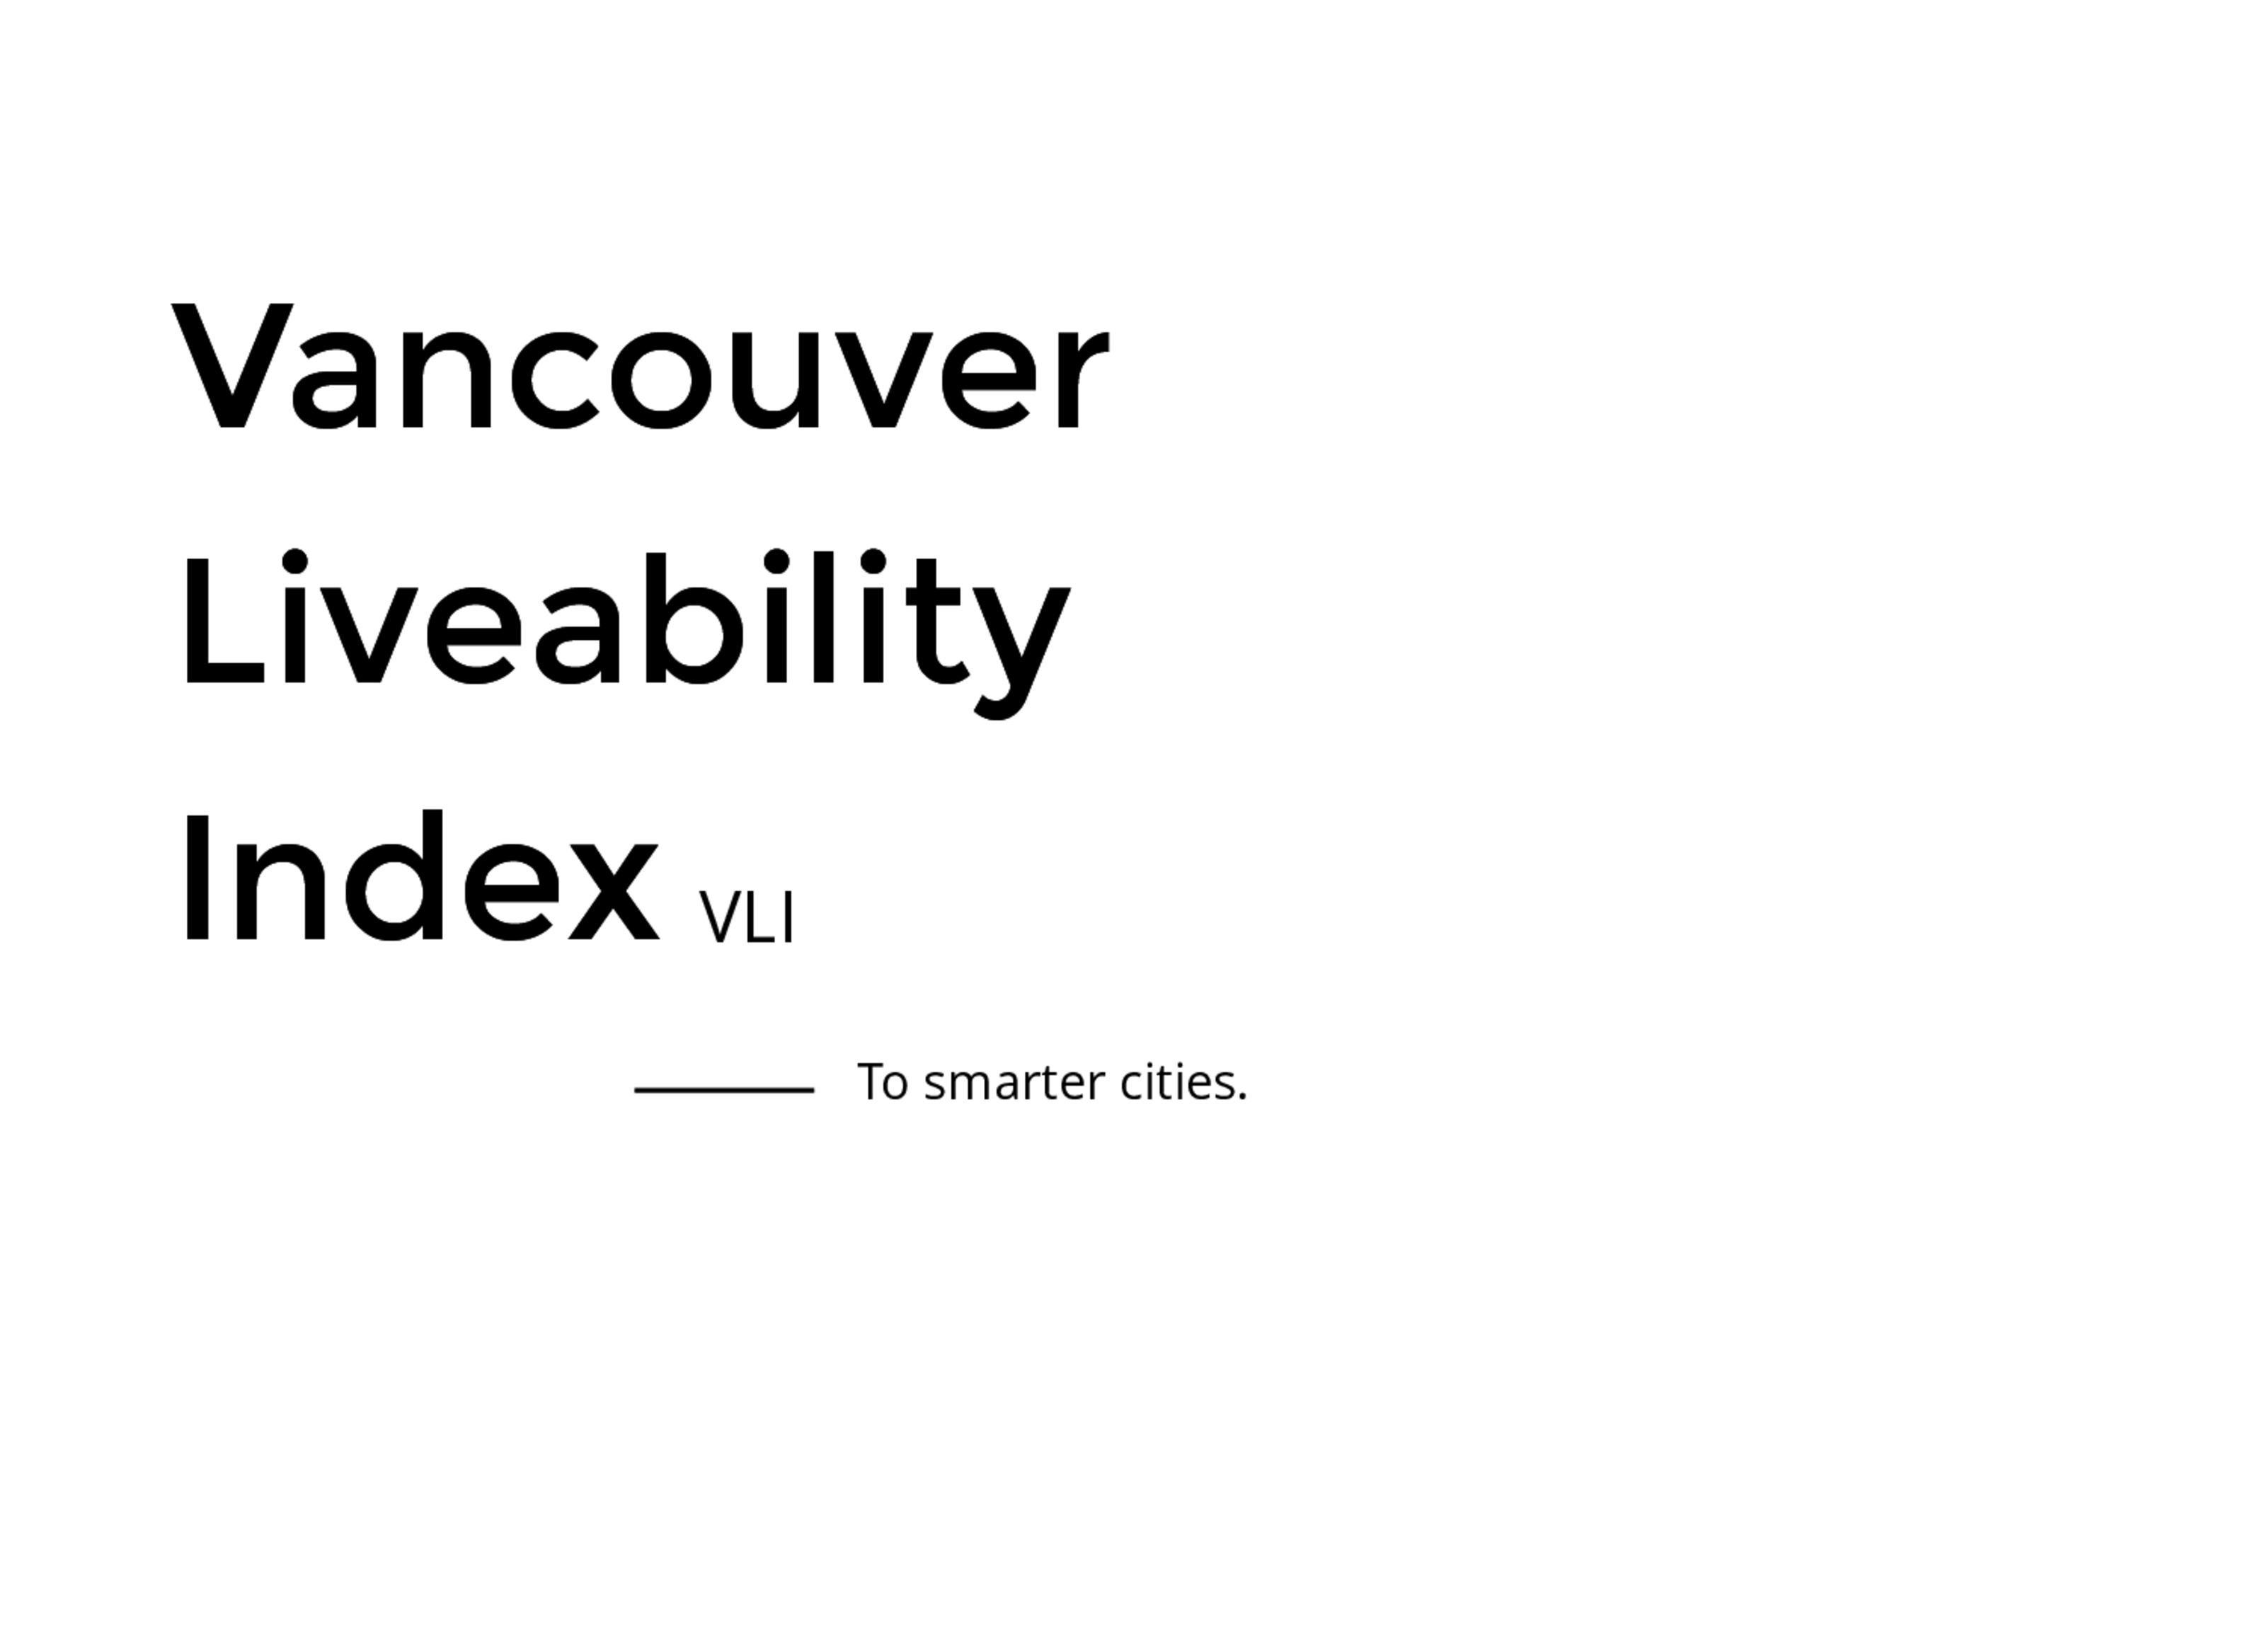 Vancouver
Liveability
Index VLI
To smarter cities.